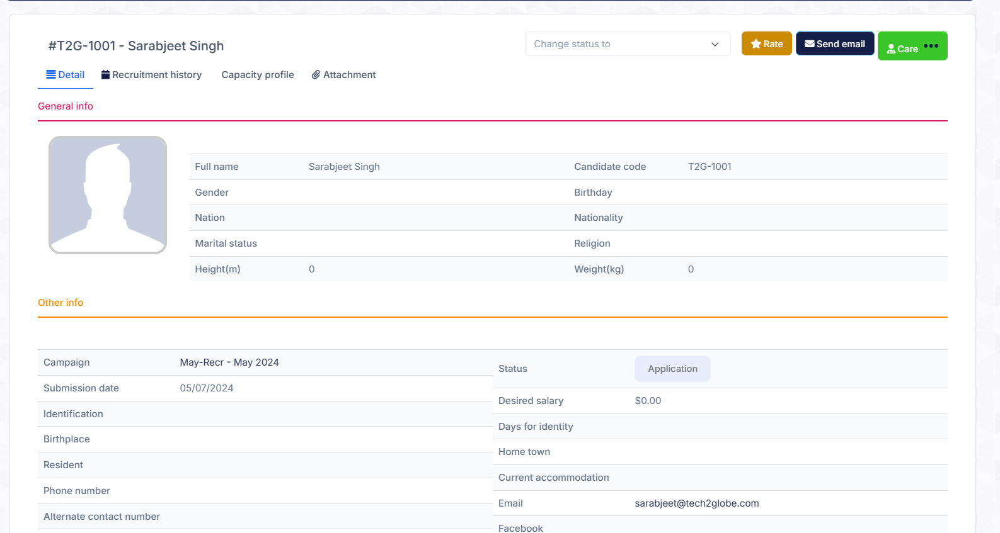 #T2G-1001 - Sarabjeet Singh
Change status to
Rate
Send email
Care
Detail
Recruitment history
Capacity profile
Attachment
General info
Full name Sarabjeet Singh Candidate code T2G-1001
Gender Birthday
Nation Nationality
Marital status Religion
Height(m) 0 Weight(kg) 0
Other info
Campaign May-Recr - May 2024
Submission date 05/07/2024
Identification
Birthplace
Resident
Phone number
Alternate contact number
Status Application
Desired salary $0.00
Days for identity
Home town
Current accommodation
Email sarabjeet@tech2globe.com
Facebook